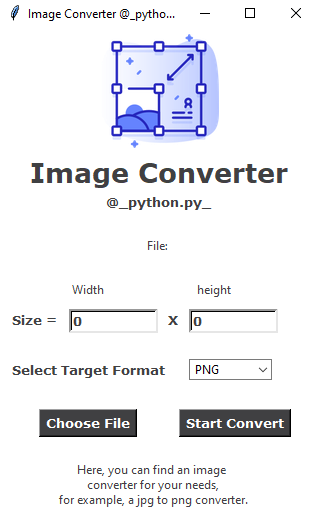 Image Converter @_pytho...
Image Converter
@_python.py_
File:
Width height
Size = 0 X 0
Select Target Format PNG
Choose File Start Convert
Here, you can find an image
converter for your needs,
for example, a jpg to png converter.